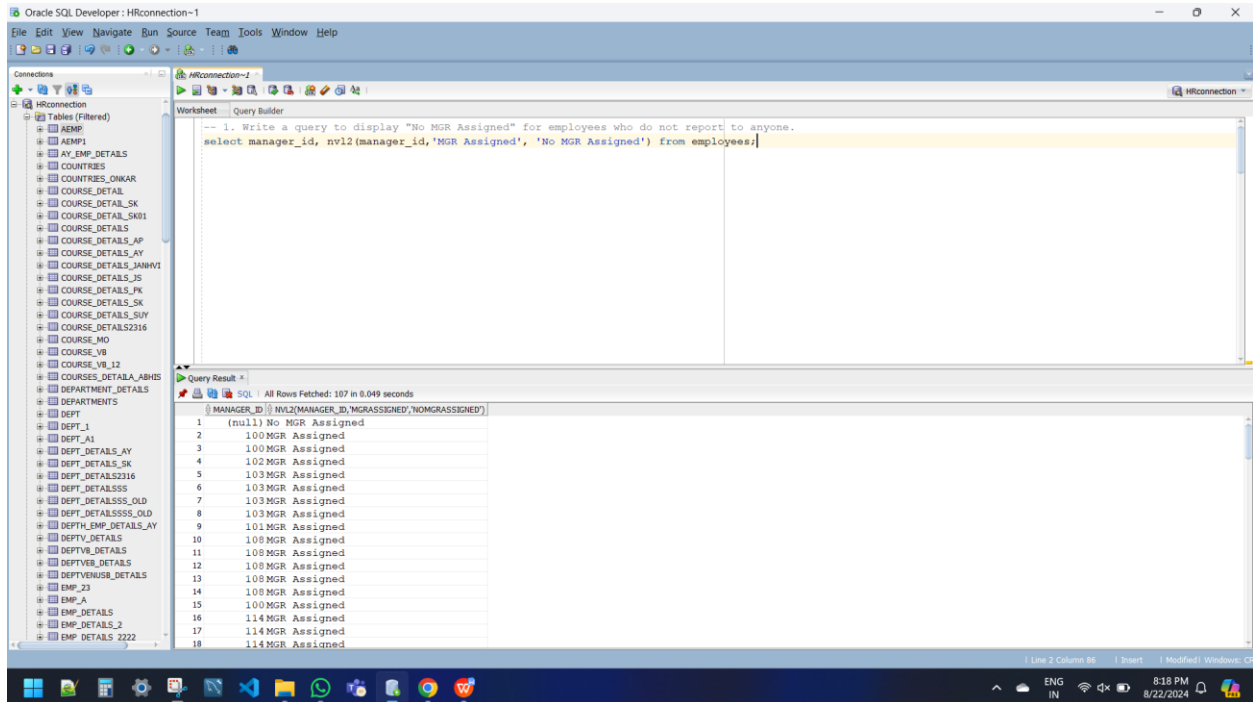 Oracle SQL Developer : HRconnection~1
File Edit View Navigate Run Source Team Tools Window Help
Connections
HRconnection~1
HRconnection
Worksheet Query Builder
HRconnection
Tables (Filtered)
AEMP
AEMP1
AY_EMP_DETAILS
COUNTRIES
COUNTRIES_ONKAR
COURSE_DETAIL
COURSE_DETAIL_SK
COURSE_DETAIL_SK01
COURSE_DETAILS
COURSE_DETAILS_AP
COURSE_DETAILS_AY
COURSE_DETAILS_JANHVI
COURSE_DETAILS_JS
COURSE_DETAILS_PK
COURSE_DETAILS_SK
COURSE_DETAILS_SUY
COURSE_DETAILS2316
COURSE_MO
COURSE_VB
COURSE_VB_12
COURSES_DETAILA_ABHIS
DEPARTMENT_DETAILS
DEPARTMENTS
DEPT
DEPT_1
DEPT_A1
DEPT_DETAILS_AY
DEPT_DETAILS_SK
DEPT_DETAILS2316
DEPT_DETAILSSS
DEPT_DETAILSSS_OLD
DEPT_DETAILSSSS_OLD
DEPTH_EMP_DETAILS_AY
DEPTV_DETAILS
DEPTVB_DETAILS
DEPTVEB_DETAILS
DEPTVENUSB_DETAILS
EMP_23
EMP_A
EMP_DETAILS
EMP_DETAILS_2
EMP_DETAILS_2222
-- 1. Write a query to display "No MGR Assigned" for employees who do not report to anyone.
select manager_id, nvl2(manager_id,'MGR Assigned', 'No MGR Assigned') from employees;
Query Result
SQL | All Rows Fetched: 107 in 0.049 seconds
MANAGER_ID NVL2(MANAGER_ID,'MGRASSIGNED','NOMGRASSIGNED')
1 (null) No MGR Assigned
2 100 MGR Assigned
3 100 MGR Assigned
4 102 MGR Assigned
5 103 MGR Assigned
6 103 MGR Assigned
7 103 MGR Assigned
8 103 MGR Assigned
9 101 MGR Assigned
10 108 MGR Assigned
11 108 MGR Assigned
12 108 MGR Assigned
13 108 MGR Assigned
14 108 MGR Assigned
15 100 MGR Assigned
16 114 MGR Assigned
17 114 MGR Assigned
18 114 MGR Assigned
Line 2 Column 86 | Insert | Modified | Windows: CR
ENG
IN
8:18 PM
8/22/2024